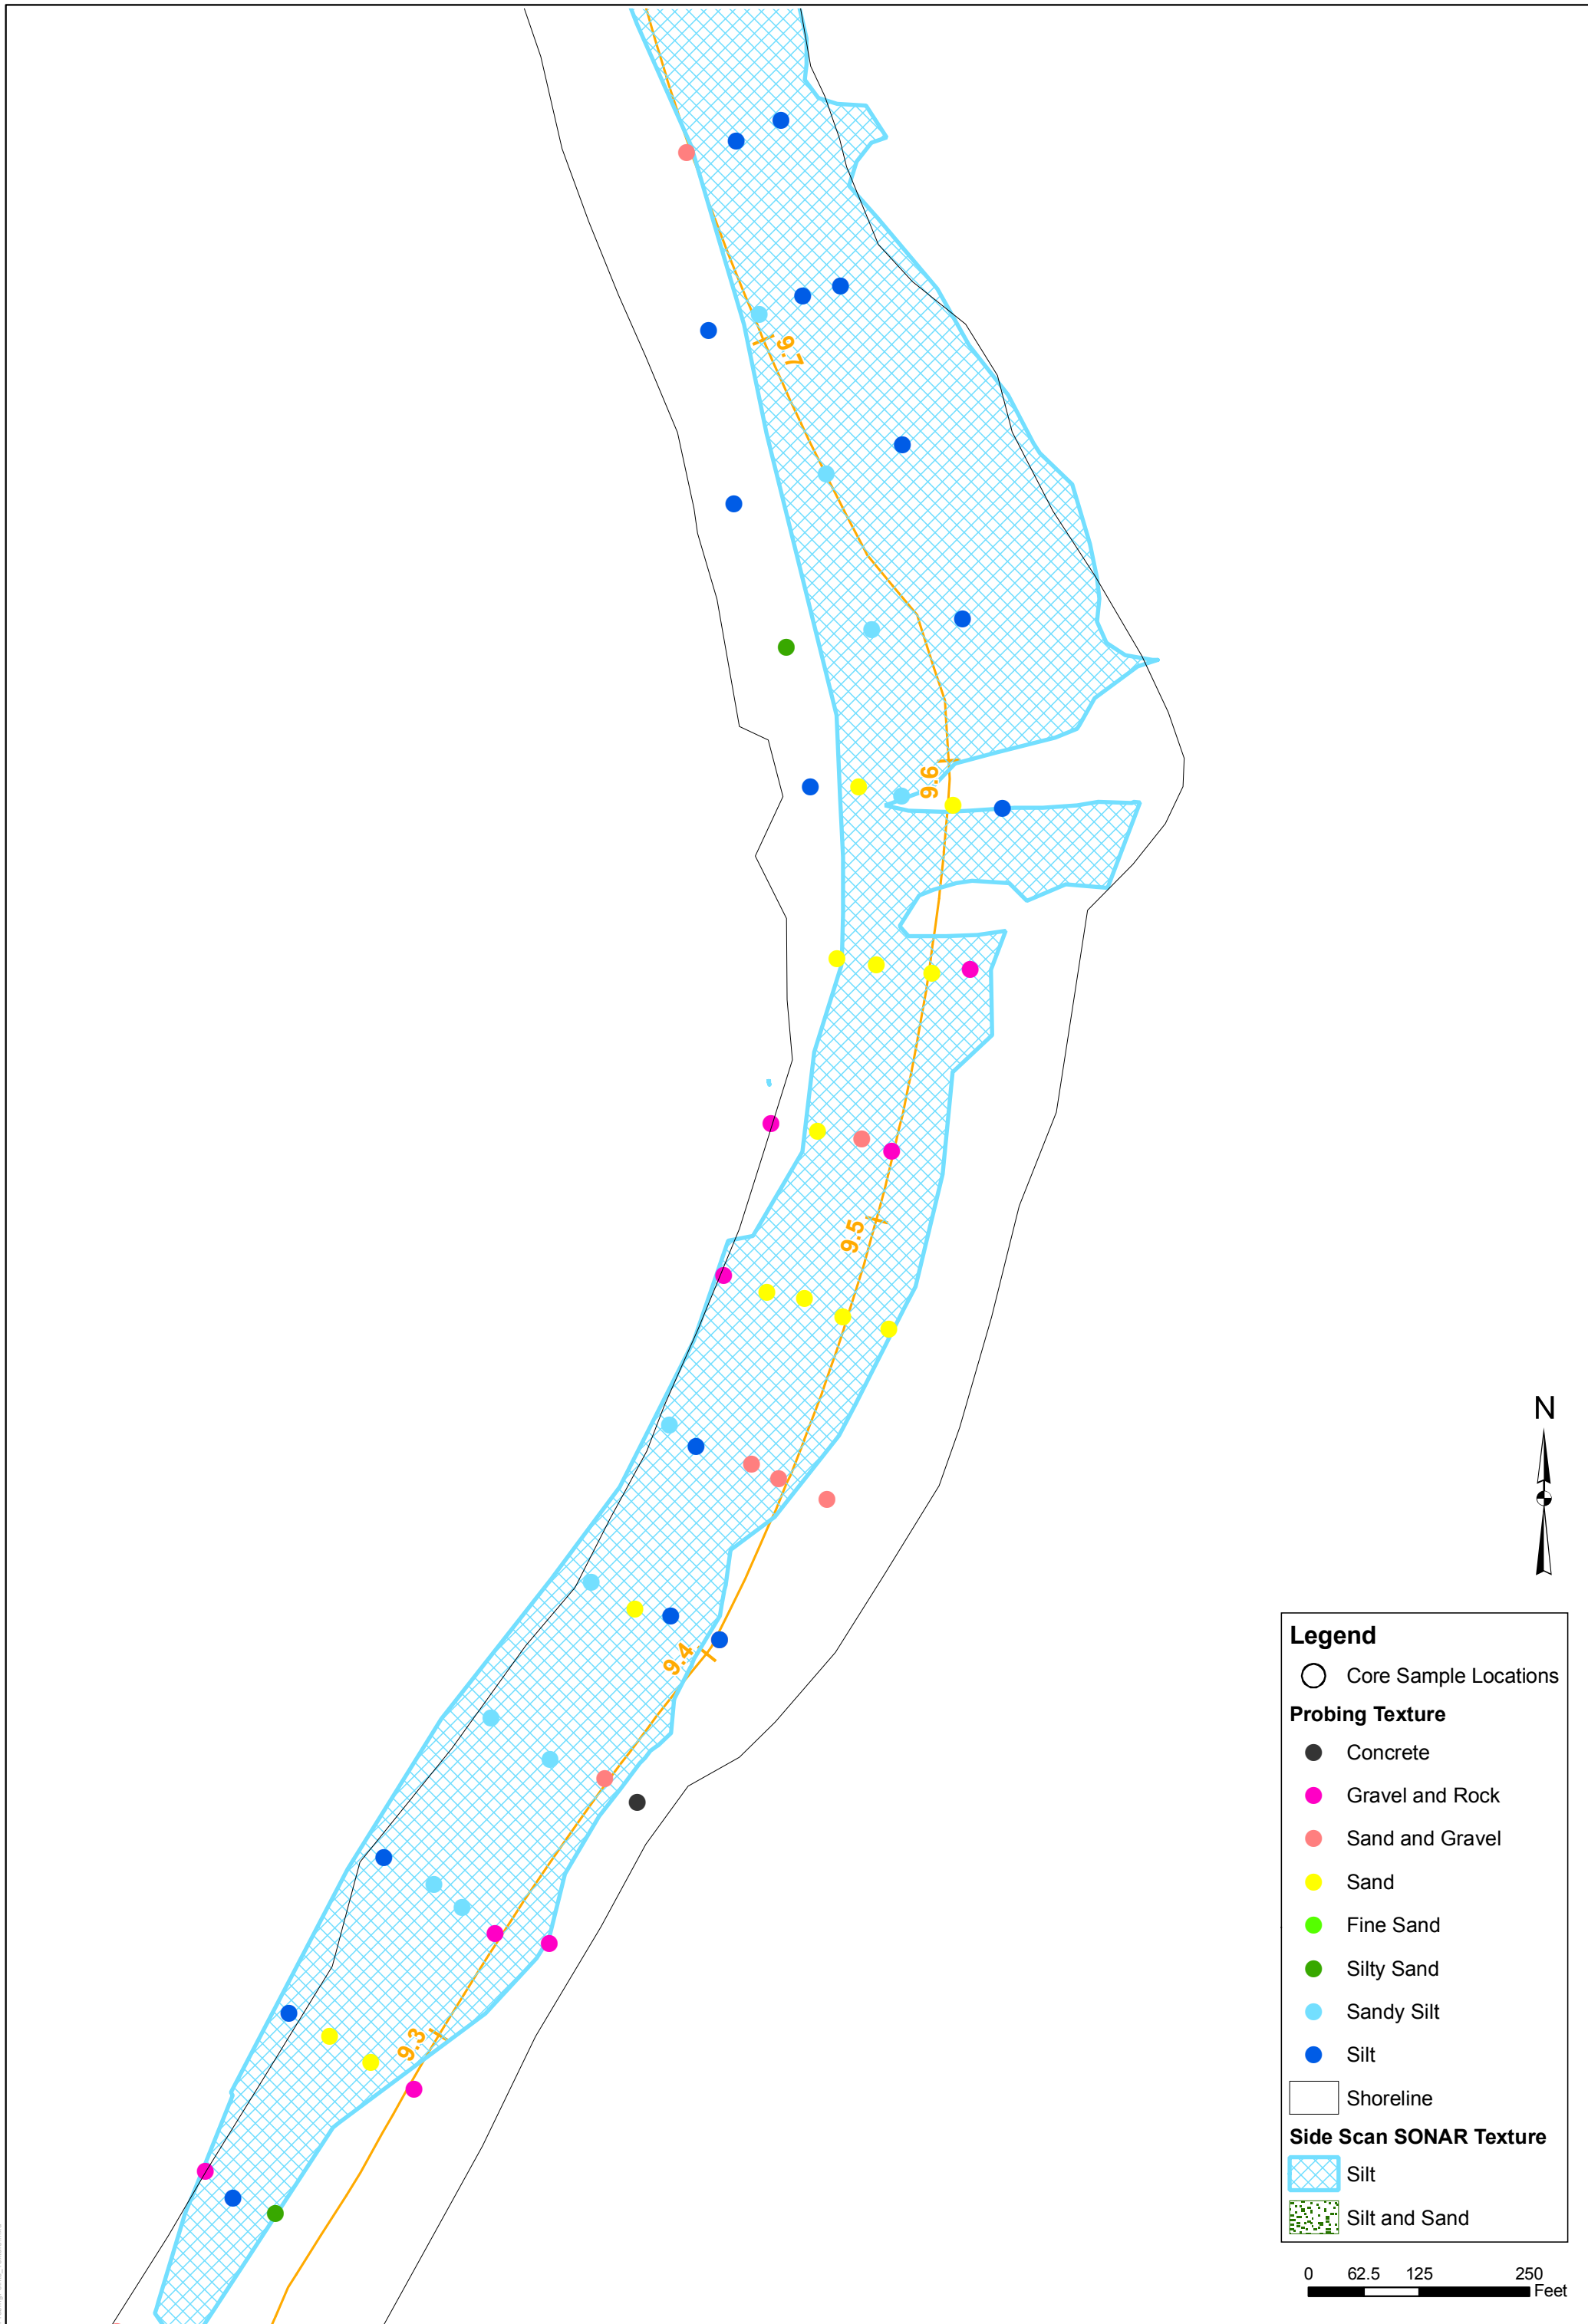 9.7
9.6
9.5
9.4
9.3
N
Legend
Core Sample Locations
Probing Texture
Concrete
Gravel and Rock
Sand and Gravel
Sand
Fine Sand
Silty Sand
Sandy Silt
Silt
Shoreline
Side Scan SONAR Texture
Silt
Silt and Sand
0 62.5 125 250
Feet